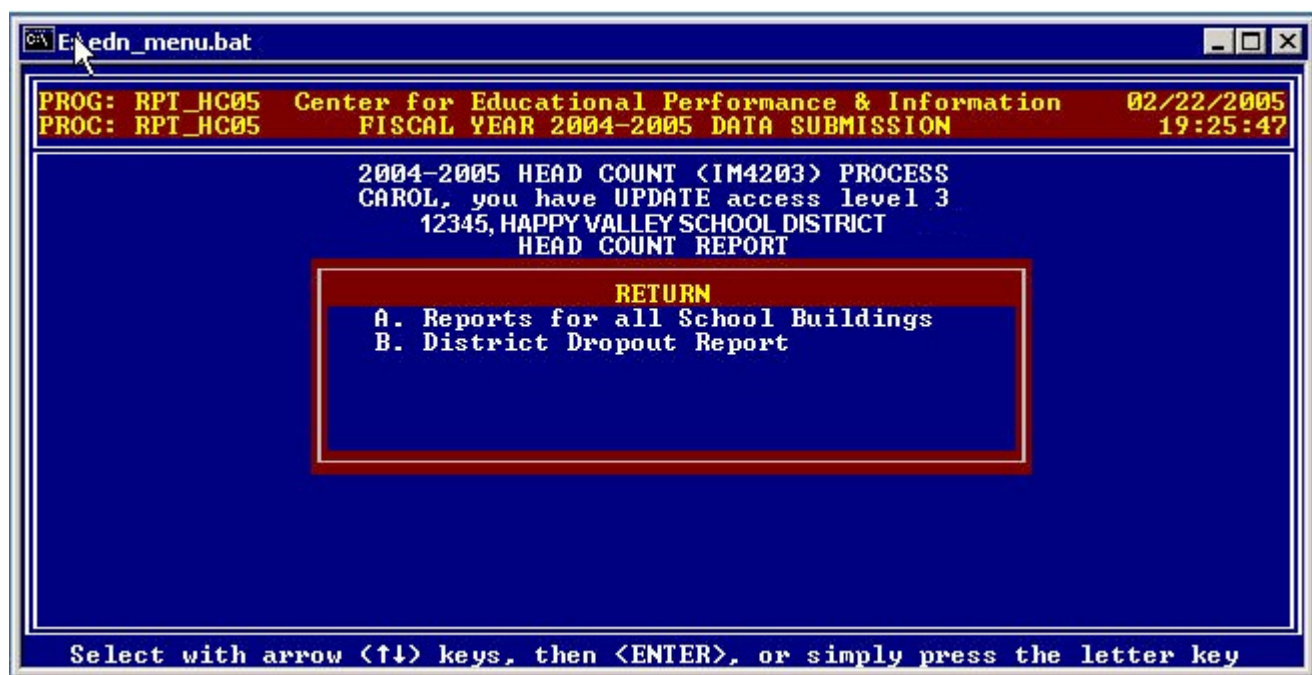 E:\edn_menu.bat
PROG: RPT_HC05 Center for Educational Performance & Information 02/22/2005
PROC: RPT_HC05 FISCAL YEAR 2004-2005 DATA SUBMISSION 19:25:47
2004-2005 HEAD COUNT (IM4203) PROCESS
CAROL, you have UPDATE access level 3
12345, HAPPY VALLEY SCHOOL DISTRICT
HEAD COUNT REPORT
RETURN
A. Reports for all School Buildings
B. District Dropout Report
Select with arrow (↑↓) keys, then <ENTER>, or simply press the letter key